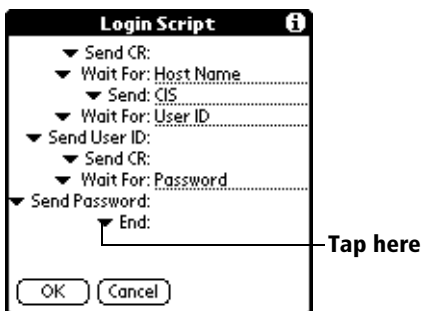 Login Script i
Send CR:
Wait For: Host Name
Send: CIS
Wait For: User ID
Send User ID:
Send CR:
Wait For: Password
Send Password:
End:
Tap here
OK Cancel